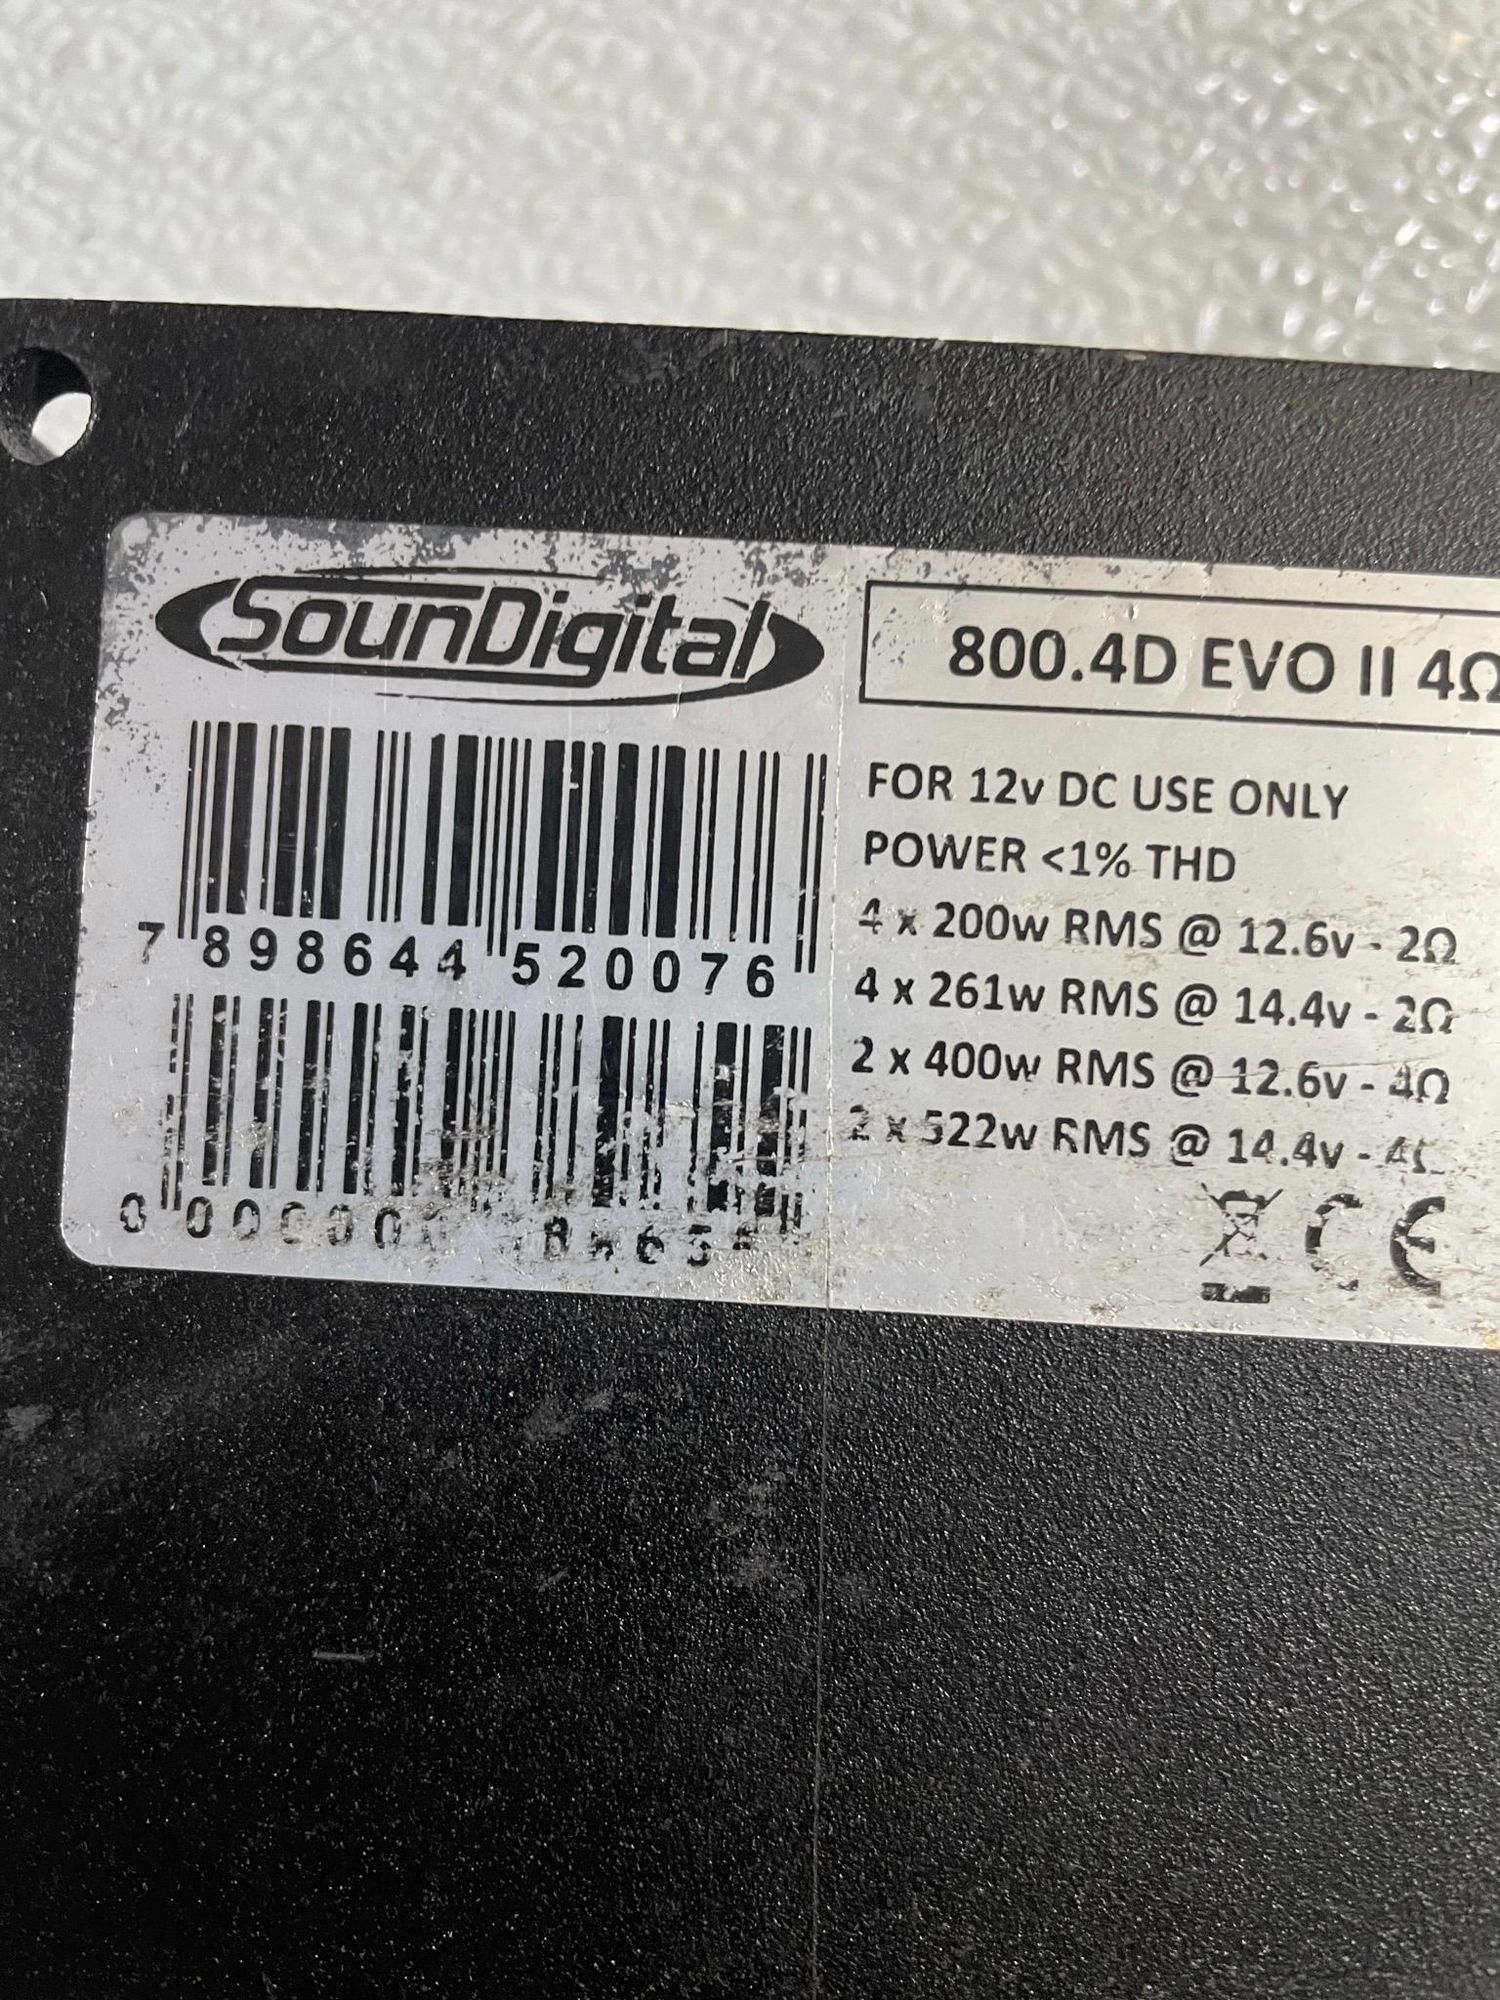 SounDigital
7 898644 520076
800.4D EVO II 4Ω
FOR 12v DC USE ONLY
POWER <1% THD
4 x 200w RMS @ 12.6v - 2Ω
4 x 261w RMS @ 14.4v - 2Ω
2 x 400w RMS @ 12.6v - 4Ω
2 x 522w RMS @ 14.4v - 4Ω
CE